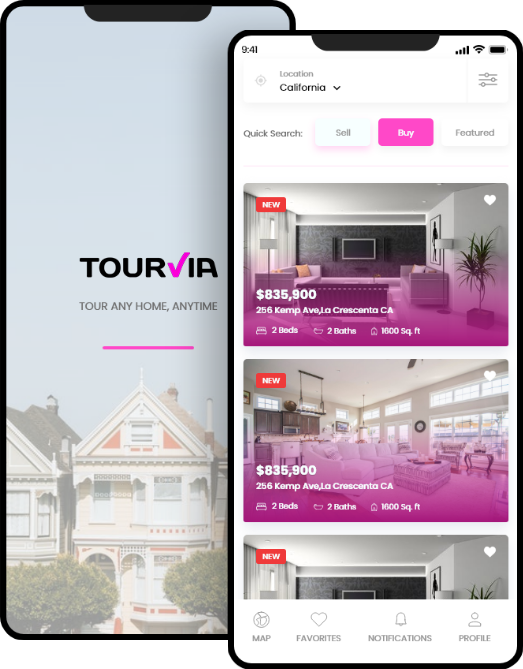 TOURVIA
TOUR ANY HOME, ANYTIME
9:41
Location
California
Quick Search:
Sell
Buy
Featured
NEW
$835,900
256 Kemp Ave,La Crescenta CA
2 Beds
2 Baths
1600 Sq. ft
NEW
$835,900
256 Kemp Ave,La Crescenta CA
2 Beds
2 Baths
1600 Sq. ft
NEW
MAP
FAVORITES
NOTIFICATIONS
PROFILE